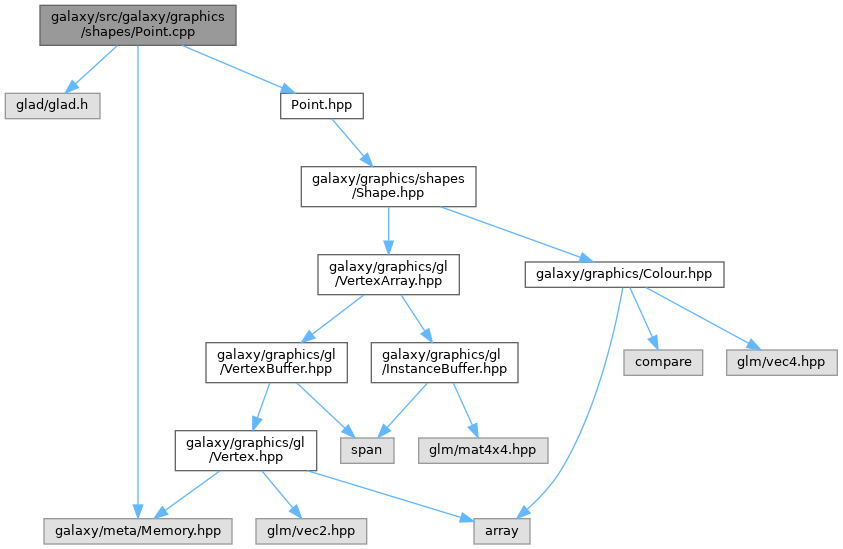 galaxy/src/galaxy/graphics
/shapes/Point.cpp
glad/glad.h
Point.hpp
galaxy/graphics/shapes
/Shape.hpp
galaxy/graphics/gl
/VertexArray.hpp
galaxy/graphics/Colour.hpp
galaxy/graphics/gl
/VertexBuffer.hpp
galaxy/graphics/gl
/InstanceBuffer.hpp
compare
glm/vec4.hpp
galaxy/graphics/gl
/Vertex.hpp
span
glm/mat4x4.hpp
galaxy/meta/Memory.hpp
glm/vec2.hpp
array